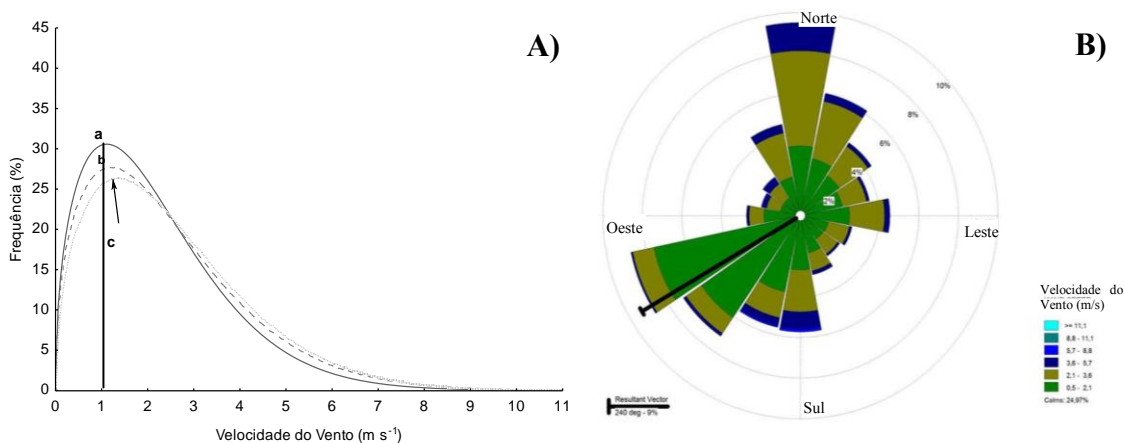 A)
Frequência (%)
45
40
35
30
25
20
15
10
5
0
a
b
c
0 1 2 3 4 5 6 7 8 9 10 11
Velocidade do Vento (m s⁻¹)
B)
Norte
10%
8%
6%
4%
2%
Oeste
Leste
Sul
Resultant Vector
240 deg - 9%
Velocidade do
Vento (m/s)
>= 11,1
8,8 - 11,1
5,7 - 8,8
3,6 - 5,7
2,1 - 3,6
0,5 - 2,1
Calms: 24,97%